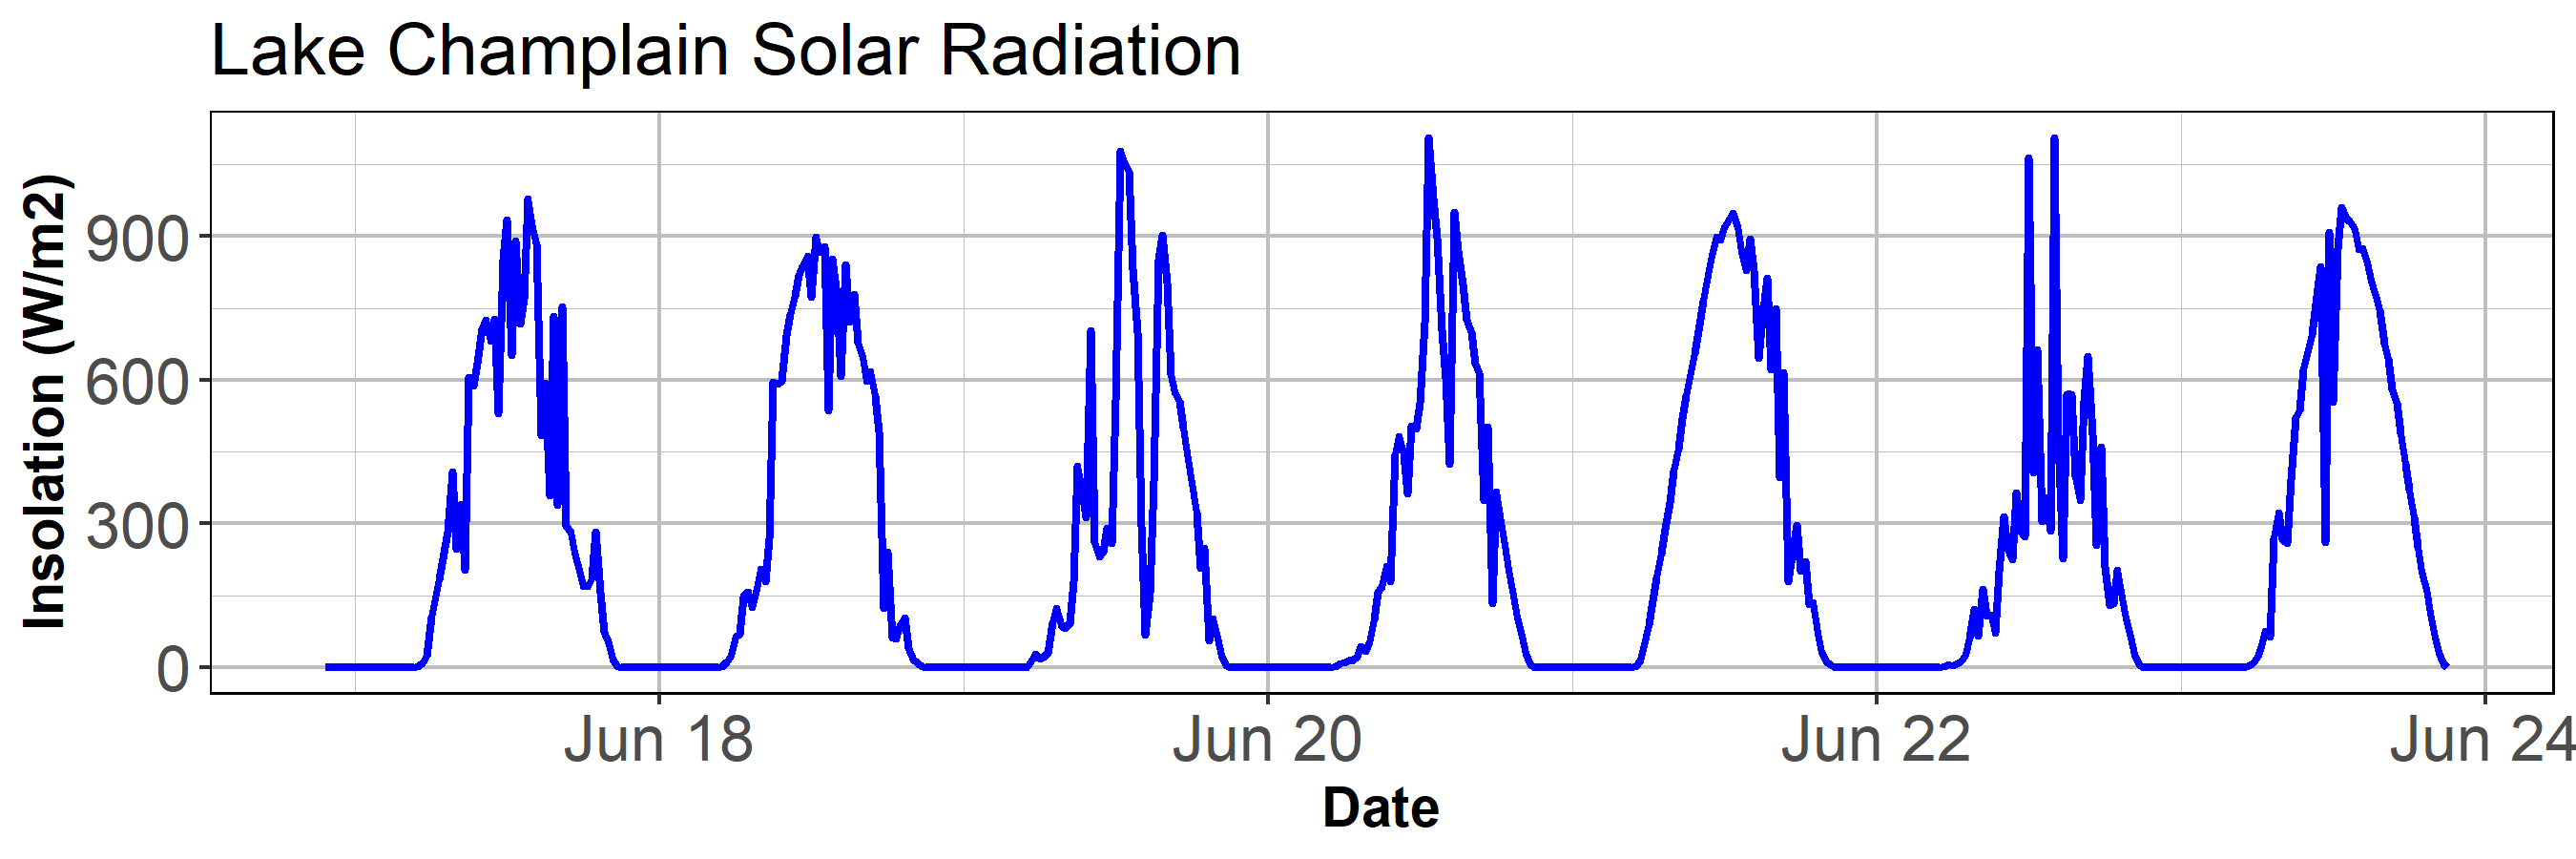 Lake Champlain Solar Radiation
Insolation (W/m2)
900
600
300
0
Jun 18
Jun 20
Jun 22
Jun 24
Date